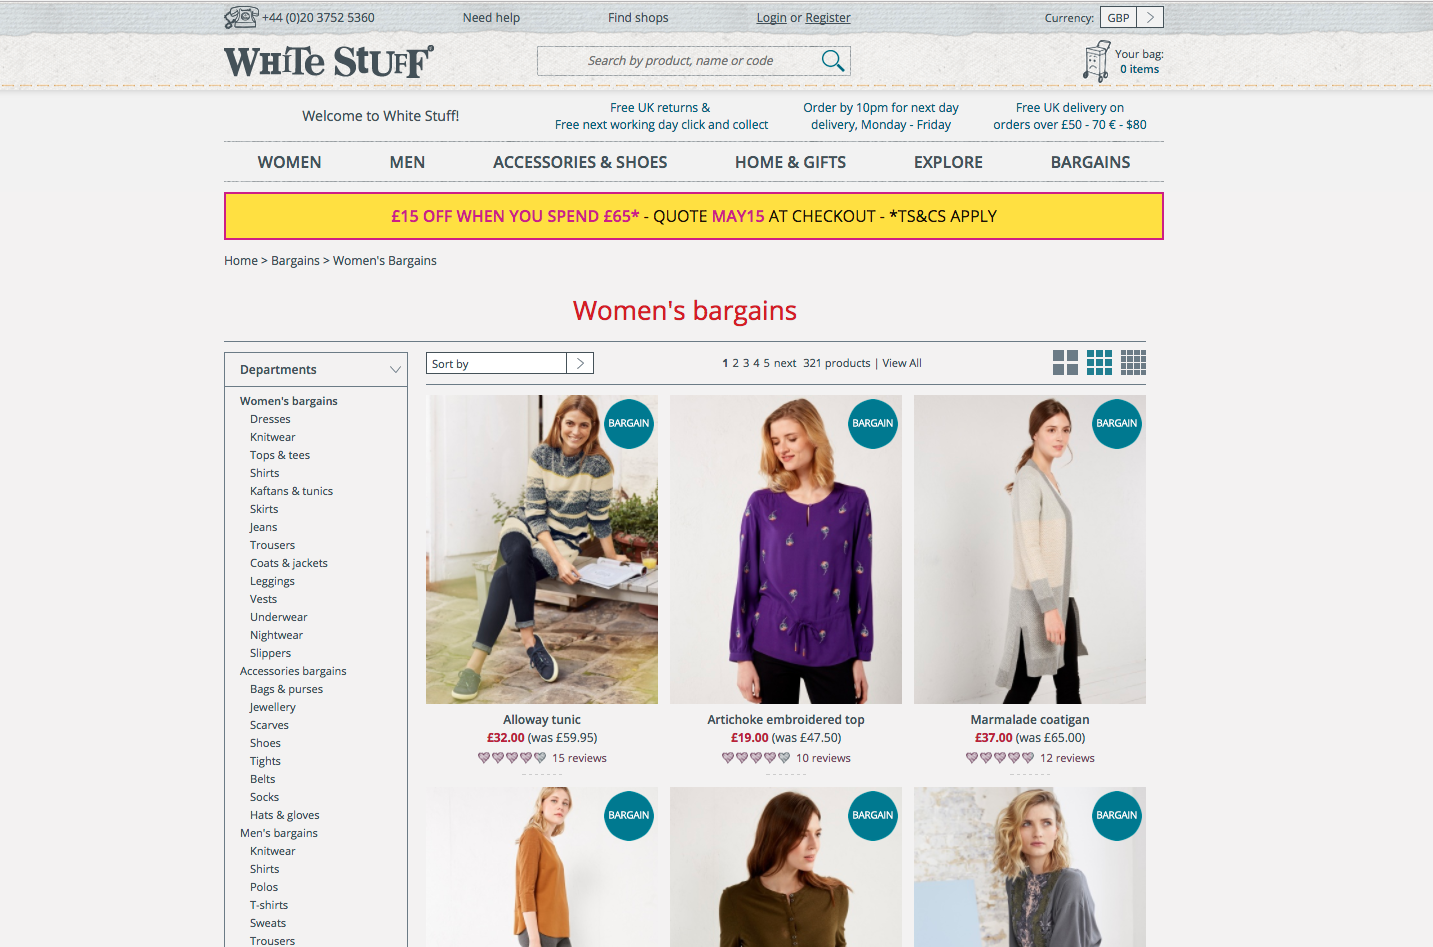 +44 (0)20 3752 5360
Need help
Find shops
Login or Register
Currency:
GBP
WHITE STUFF
Search by product, name or code
Your bag:
0 items
Welcome to White Stuff!
Free UK returns &
Free next working day click and collect
Order by 10pm for next day
delivery, Monday - Friday
Free UK delivery on
orders over £50 - 70 € - $80
WOMEN
MEN
ACCESSORIES & SHOES
HOME & GIFTS
EXPLORE
BARGAINS
£15 OFF WHEN YOU SPEND £65* - QUOTE MAY15 AT CHECKOUT - *TS&CS APPLY
Home > Bargains > Women's Bargains
Women's bargains
Departments
Women's bargains
Dresses
Knitwear
Tops & tees
Shirts
Kaftans & tunics
Skirts
Jeans
Trousers
Coats & jackets
Leggings
Vests
Underwear
Nightwear
Slippers
Accessories bargains
Bags & purses
Jewellery
Scarves
Shoes
Tights
Belts
Socks
Hats & gloves
Men's bargains
Knitwear
Shirts
Polos
T-shirts
Sweats
Trousers
Sort by
1 2 3 4 5 next 321 products | View All
BARGAIN
BARGAIN
BARGAIN
Alloway tunic
£32.00 (was £59.95)
15 reviews
Artichoke embroidered top
£19.00 (was £47.50)
10 reviews
Marmalade coatigan
£37.00 (was £65.00)
12 reviews
BARGAIN
BARGAIN
BARGAIN